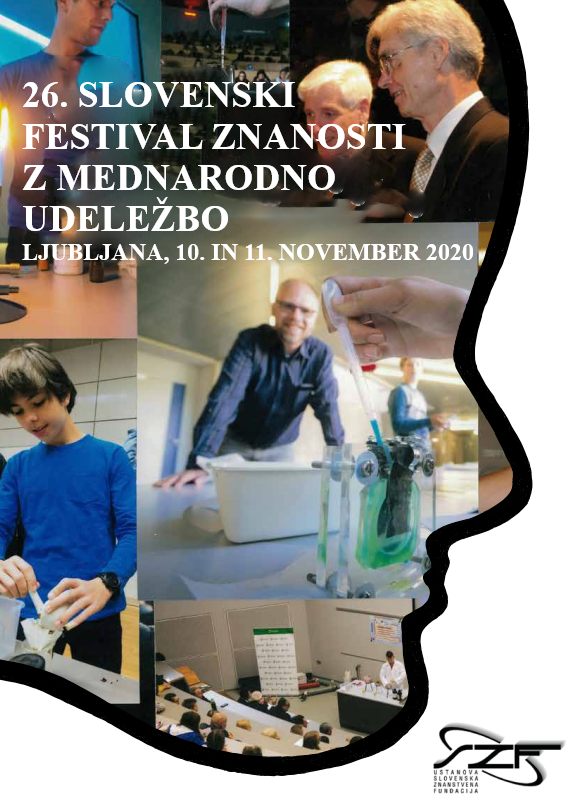 26. SLOVENSKI
FESTIVAL ZNANOSTI
Z MEDNARODNO
UDELEŽBO
LJUBLJANA, 10. IN 11. NOVEMBER 2020
SZF
USTANOVA
SLOVENSKA
ZNANSTVENA
FUNDACIJA